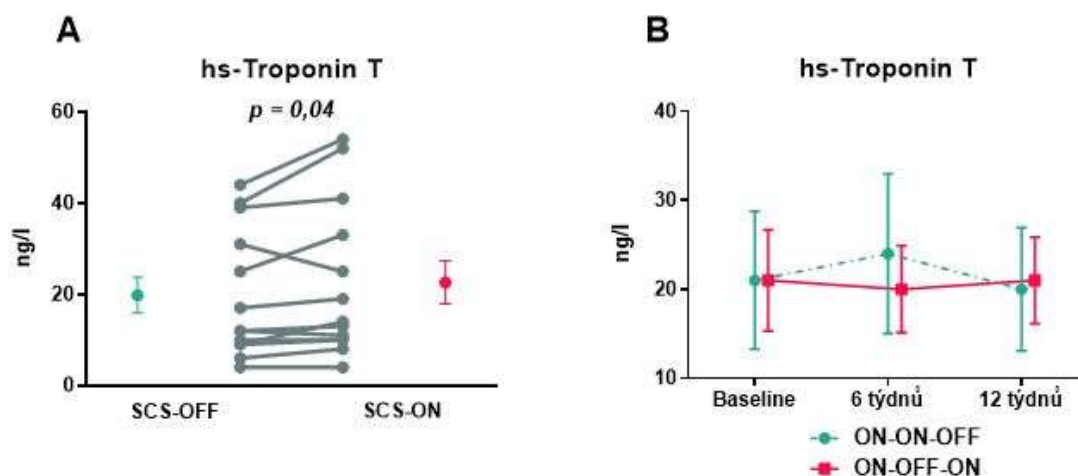 A
hs-Troponin T
p = 0,04
60
40
20
0
ng/l
SCS-OFF
SCS-ON
B
hs-Troponin T
40
30
20
10
ng/l
Baseline
6 týdnů
12 týdnů
ON-ON-OFF
ON-OFF-ON